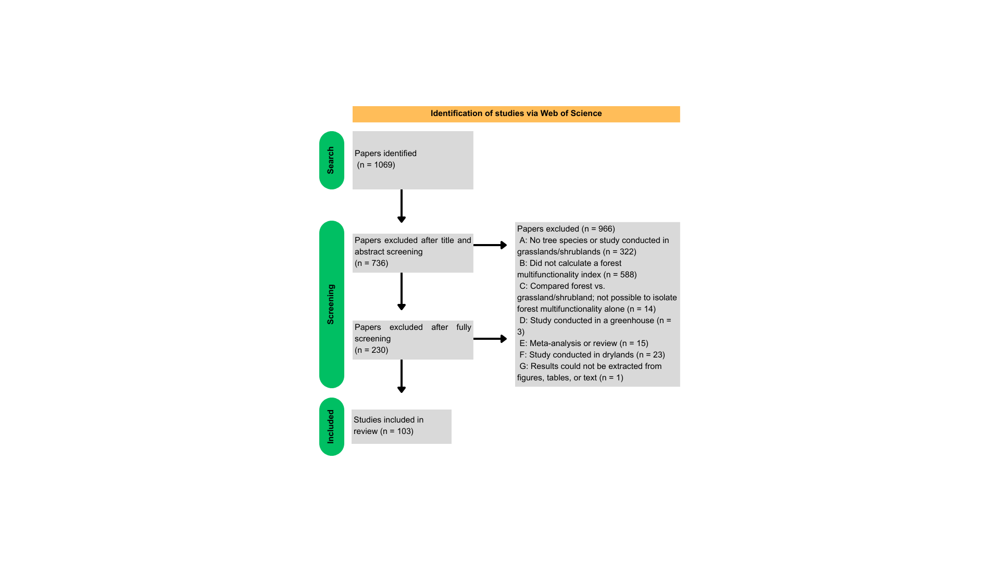 Identification of studies via Web of Science
Search
Papers identified
(n = 1069)
Screening
Papers excluded after title and
abstract screening
(n = 736)
Papers excluded (n = 966)
A: No tree species or study conducted in
grasslands/shrublands (n = 322)
B: Did not calculate a forest
multifunctionality index (n = 588)
C: Compared forest vs.
grassland/shrubland; not possible to isolate
forest multifunctionality alone (n = 14)
D: Study conducted in a greenhouse (n =
3)
E: Meta-analysis or review (n = 15)
F: Study conducted in drylands (n = 23)
G: Results could not be extracted from
figures, tables, or text (n = 1)
Papers excluded after fully
screening
(n = 230)
Included
Studies included in
review (n = 103)